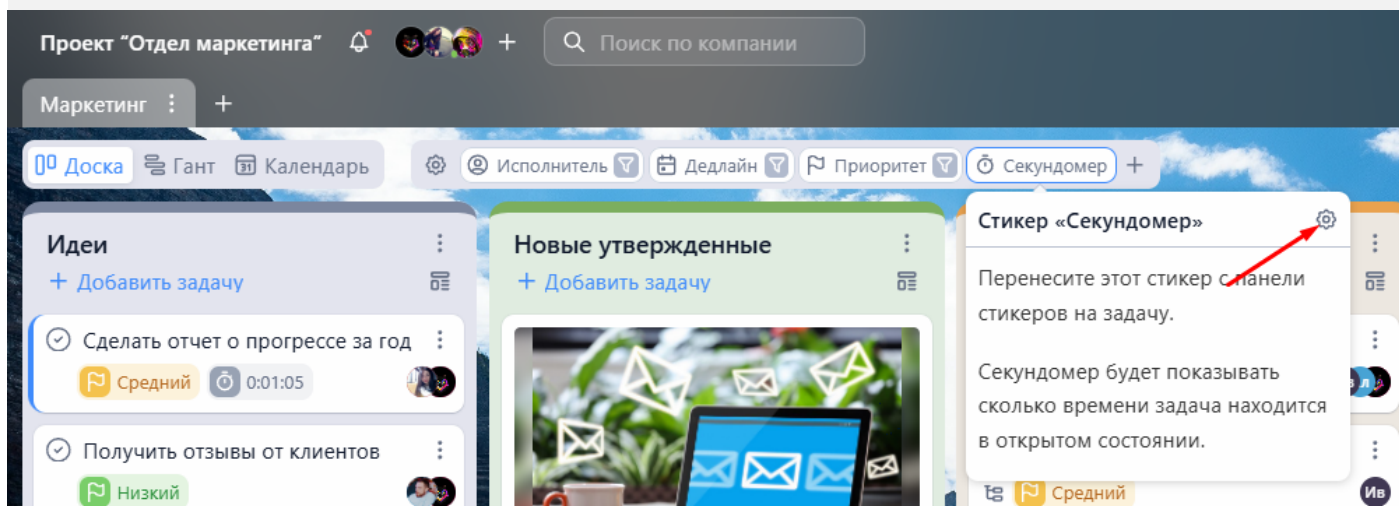 Проект “Отдел маркетинга”
Поиск по компании
Маркетинг
Доска Гант 31 Календарь Исполнитель Дедлайн Приоритет Секундомер
Идеи
Добавить задачу
Сделать отчет о прогрессе за год
Средний 0:01:05
Получить отзывы от клиентов
Низкий
Новые утвержденные
Добавить задачу
Стикер «Секундомер»
Перенесите этот стикер с панели
стикеров на задачу.
Секундомер будет показывать
сколько времени задача находится
в открытом состоянии.
Л
Средний
Ив